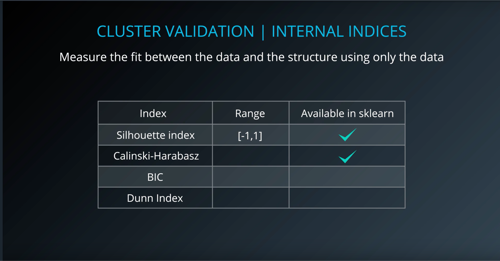 CLUSTER VALIDATION | INTERNAL INDICES
Measure the fit between the data and the structure using only the data
Index Range Available in sklearn
Silhouette index [-1,1] ✓
Calinski-Harabasz ✓
BIC
Dunn Index